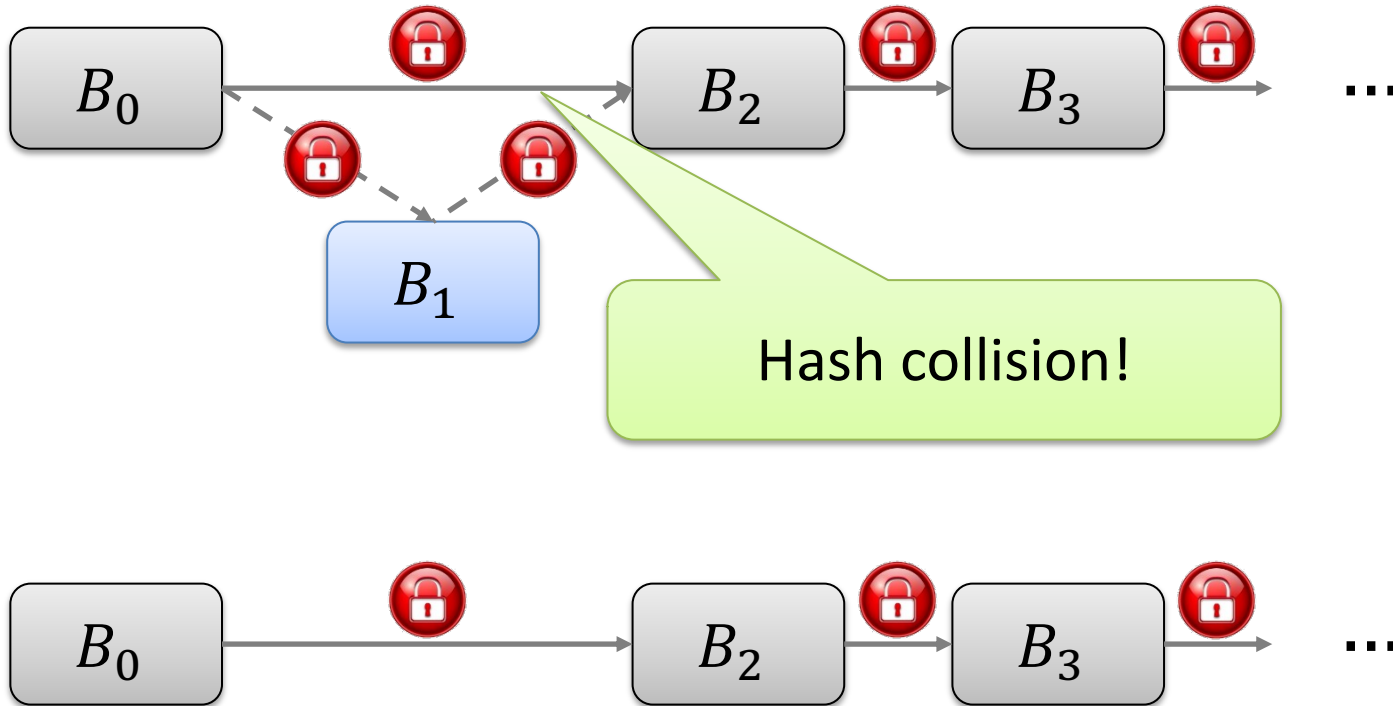 B₀ B₂ B₃ ...
B₁
Hash collision!
B₀ B₂ B₃ ...